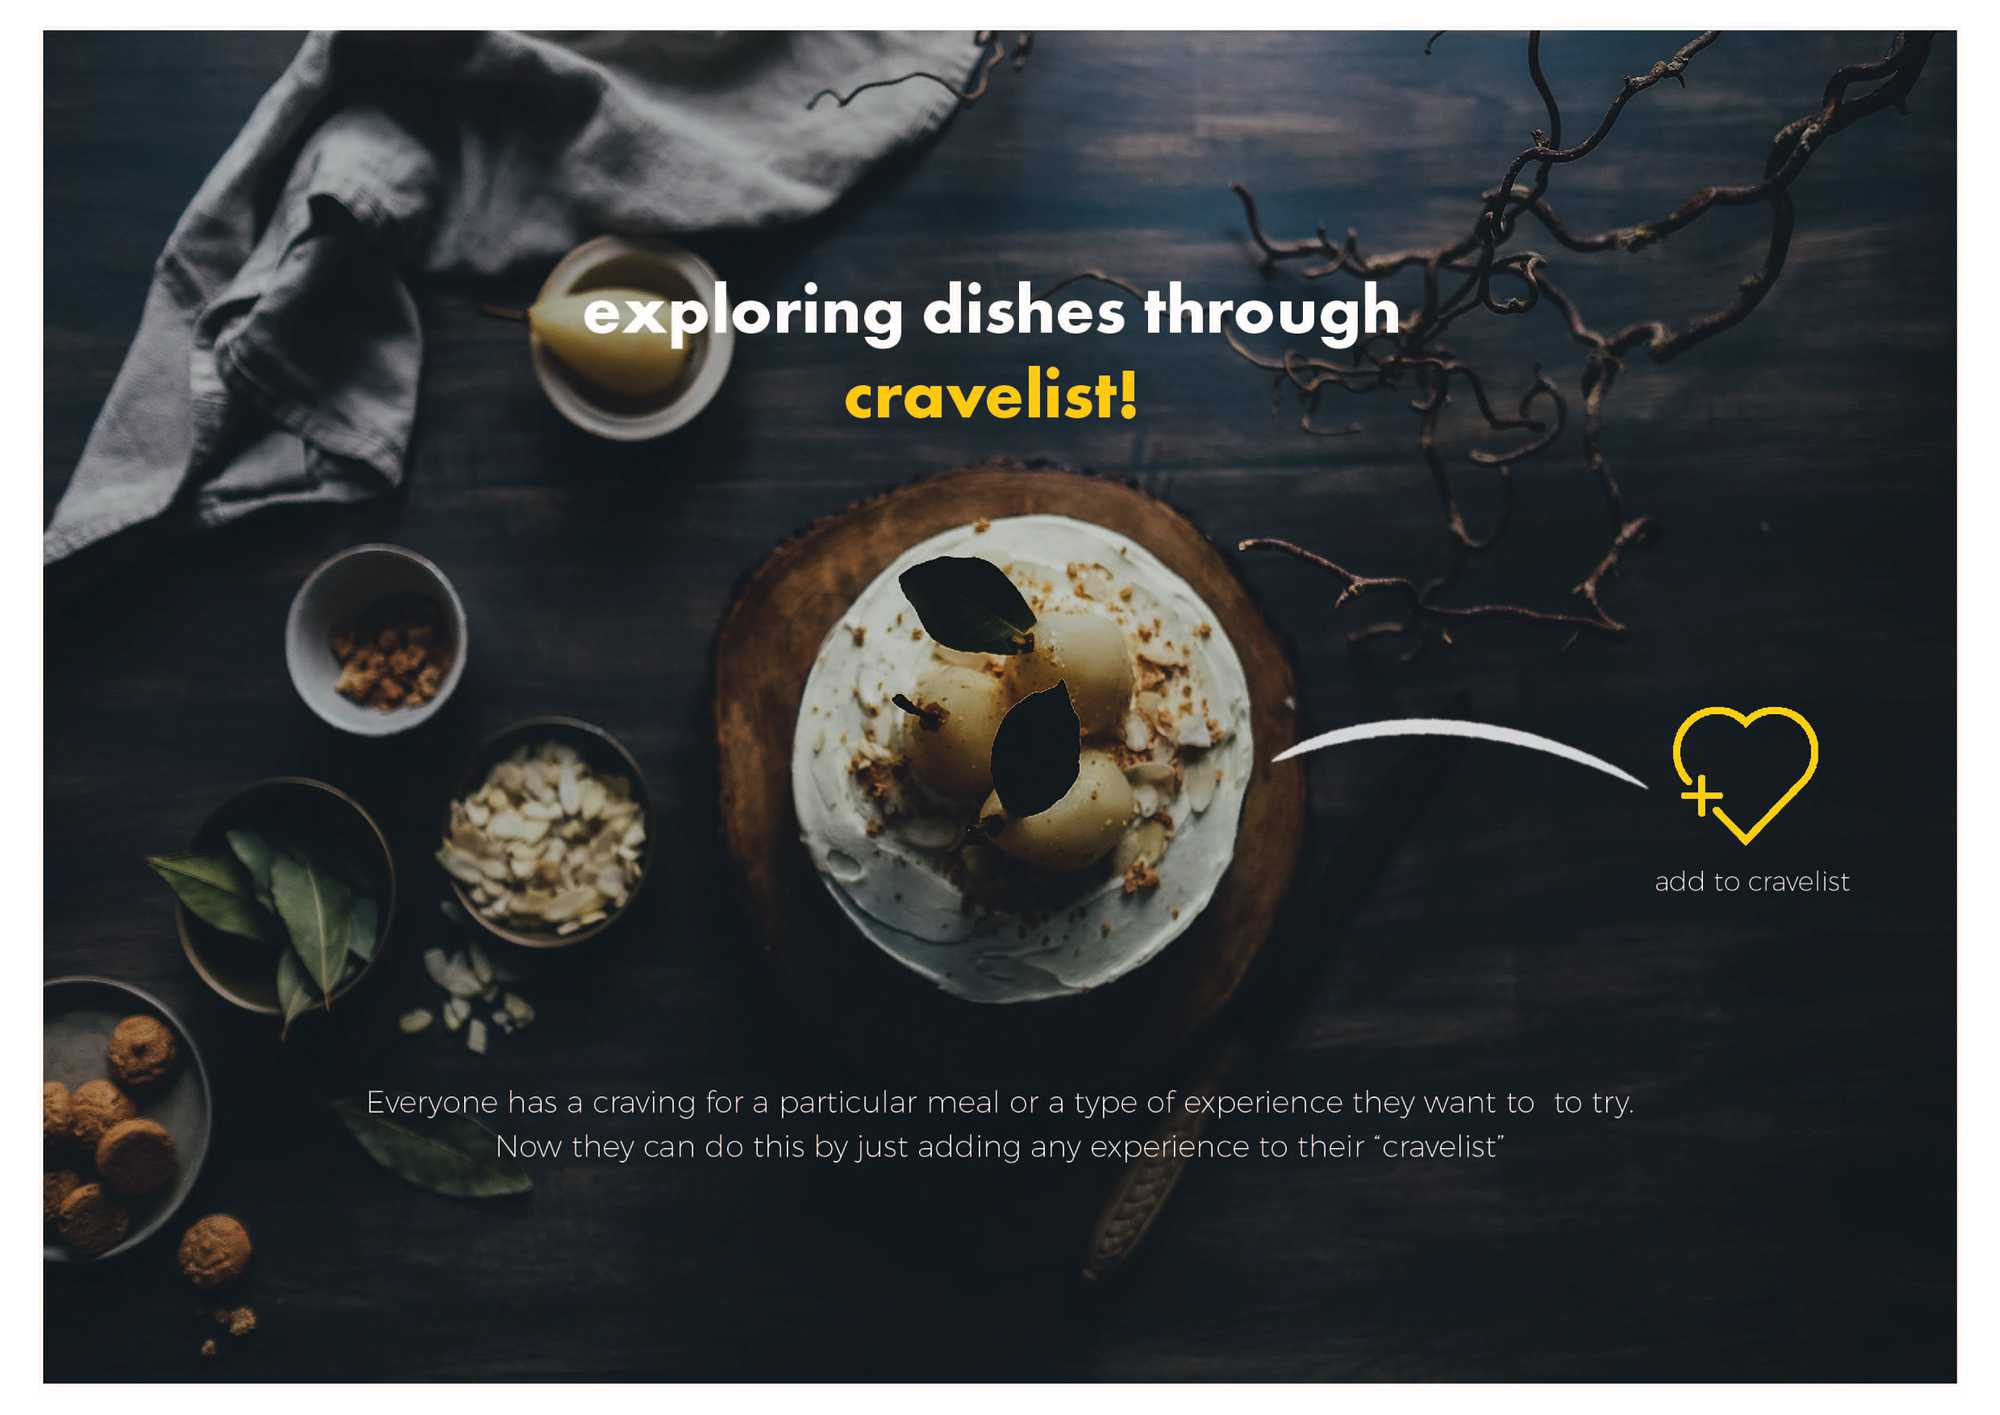 exploring dishes through
cravelist!
add to cravelist
Everyone has a craving for a particular meal or a type of experience they want to  to try.
Now they can do this by just adding any experience to their “cravelist”